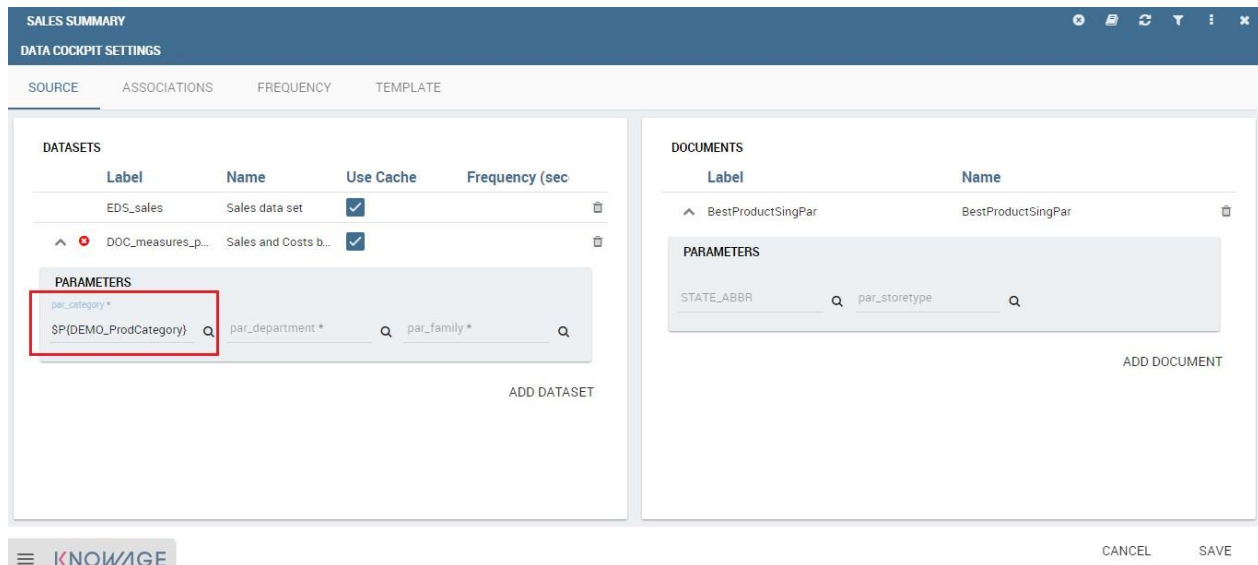 SALES SUMMARY
DATA COCKPIT SETTINGS
SOURCE ASSOCIATIONS FREQUENCY TEMPLATE
DATASETS
Label Name Use Cache Frequency (sec
EDS_sales Sales data set
DOC_measures_p... Sales and Costs b...
PARAMETERS
par_category *
$P{DEMO_ProdCategory} par_department * par_family *
ADD DATASET
DOCUMENTS
Label Name
BestProductSingPar BestProductSingPar
PARAMETERS
STATE_ABBR par_storetype
ADD DOCUMENT
KNOWAGE
CANCEL SAVE